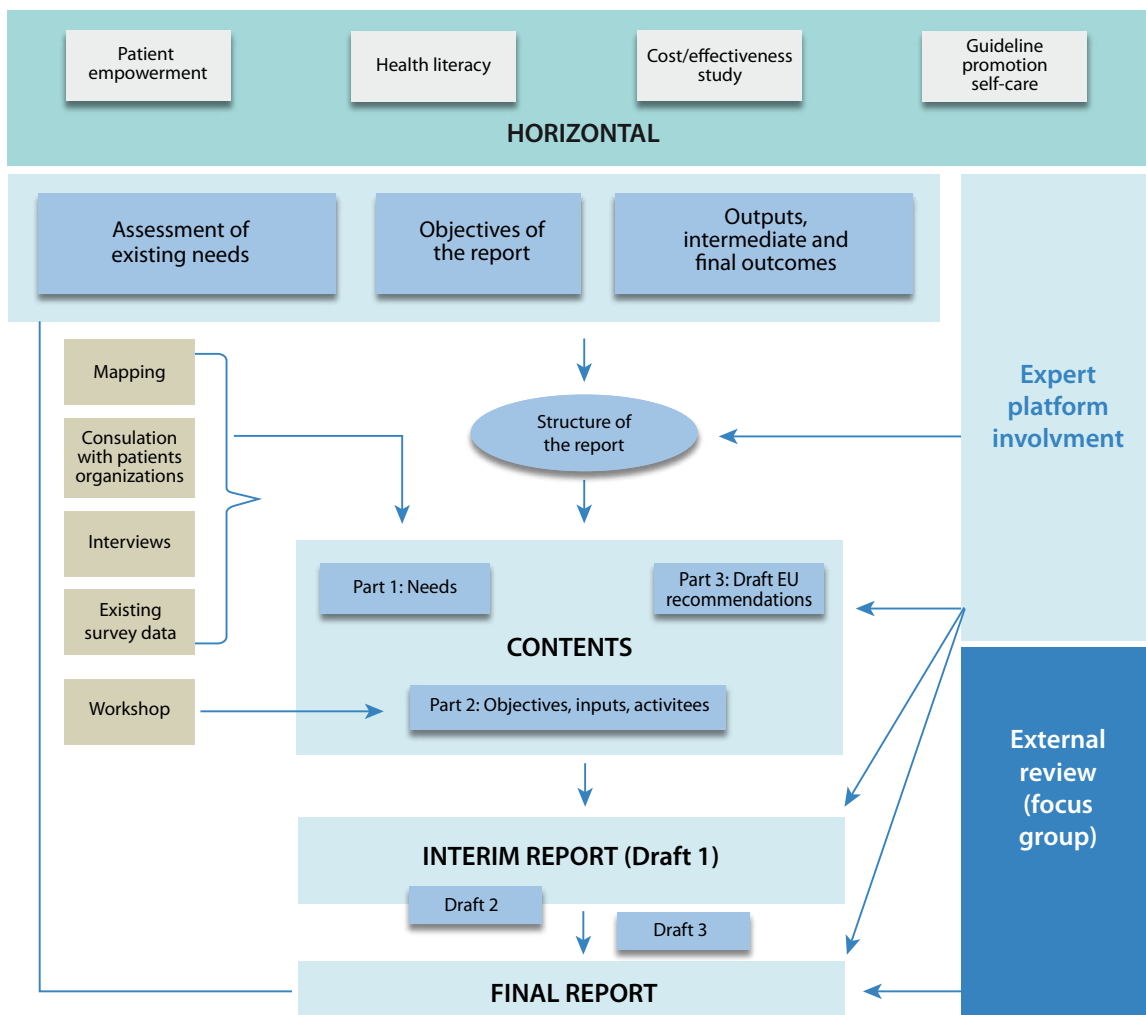 Patient
empowerment
Health literacy
Cost/effectiveness
study
Guideline
promotion
self-care
HORIZONTAL
Assessment of
existing needs
Objectives of
the report
Outputs,
intermediate and
final outcomes
Mapping
Consulation
with patients
organizations
Interviews
Existing
survey data
Workshop
Structure of
the report
Expert
platform
involvment
Part 1: Needs
Part 3: Draft EU
recommendations
CONTENTS
Part 2: Objectives, inputs, activitees
External
review
(focus
group)
INTERIM REPORT (Draft 1)
Draft 2
Draft 3
FINAL REPORT